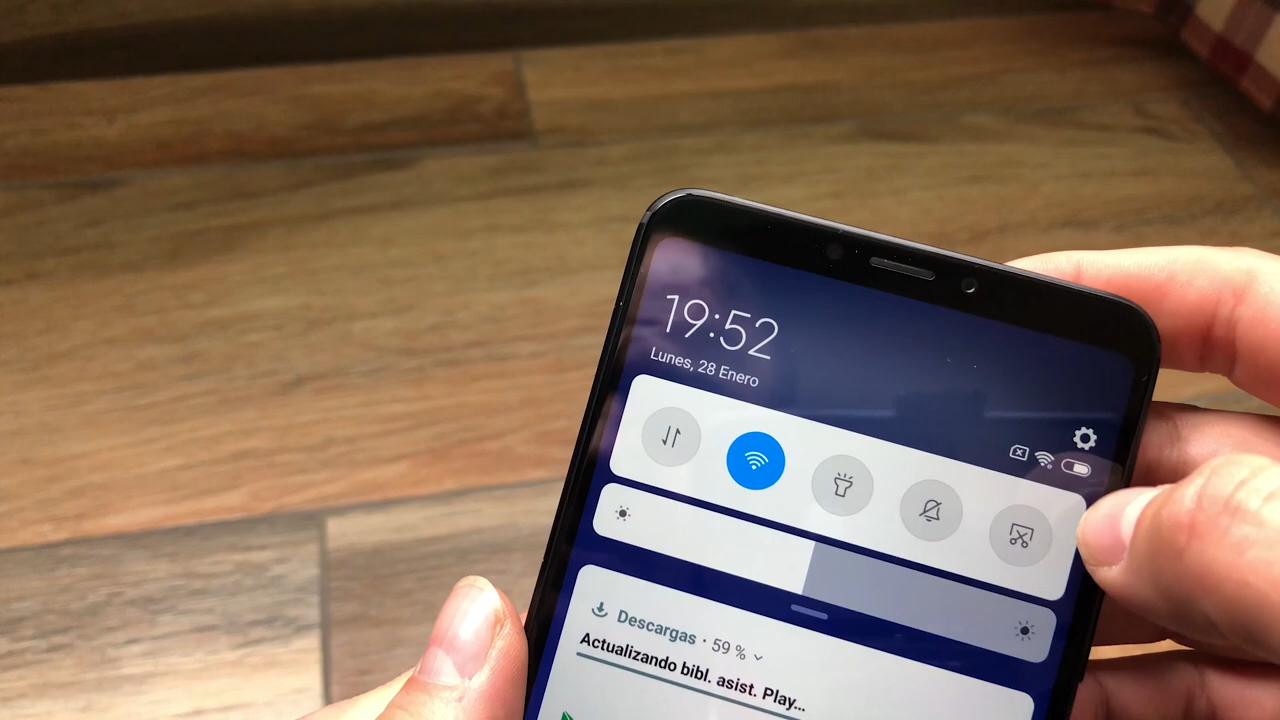 19:52
Lunes, 28 Enero
Descargas · 59 %
Actualizando bibl. asist. Play...